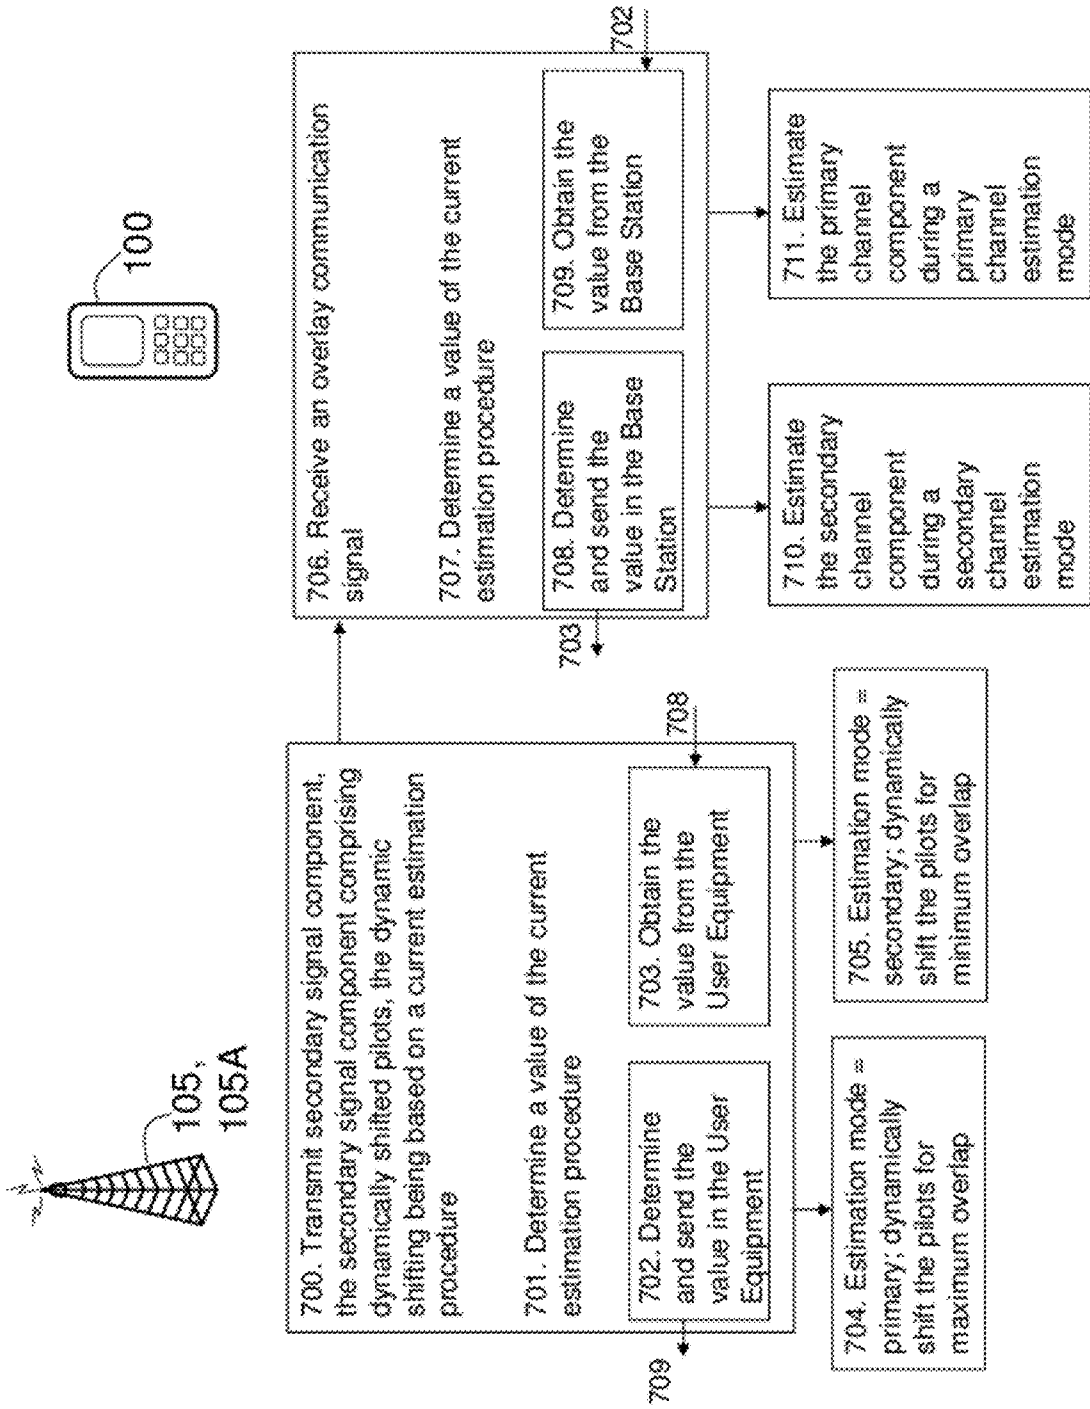 105,
105A
100
700. Transmit secondary signal component,
the secondary signal component comprising
dynamically shifted pilots, the dynamic
shifting being based on a current estimation
procedure
701. Determine a value of the current
estimation procedure
702. Determine
and send the
value in the User
Equipment
709
703. Obtain the
value from the
User Equipment
708
704. Estimation mode =
primary; dynamically
shift the pilots for
maximum overlap
705. Estimation mode =
secondary; dynamically
shift the pilots for
minimum overlap
706. Receive an overlay communication
signal
707. Determine a value of the current
estimation procedure
708. Determine
and send the
value in the Base
Station
703
709. Obtain the
value from the
Base Station
702
710. Estimate
the secondary
channel
component
during a
secondary
channel
estimation
mode
711. Estimate
the primary
channel
component
during a
primary
channel
estimation
mode